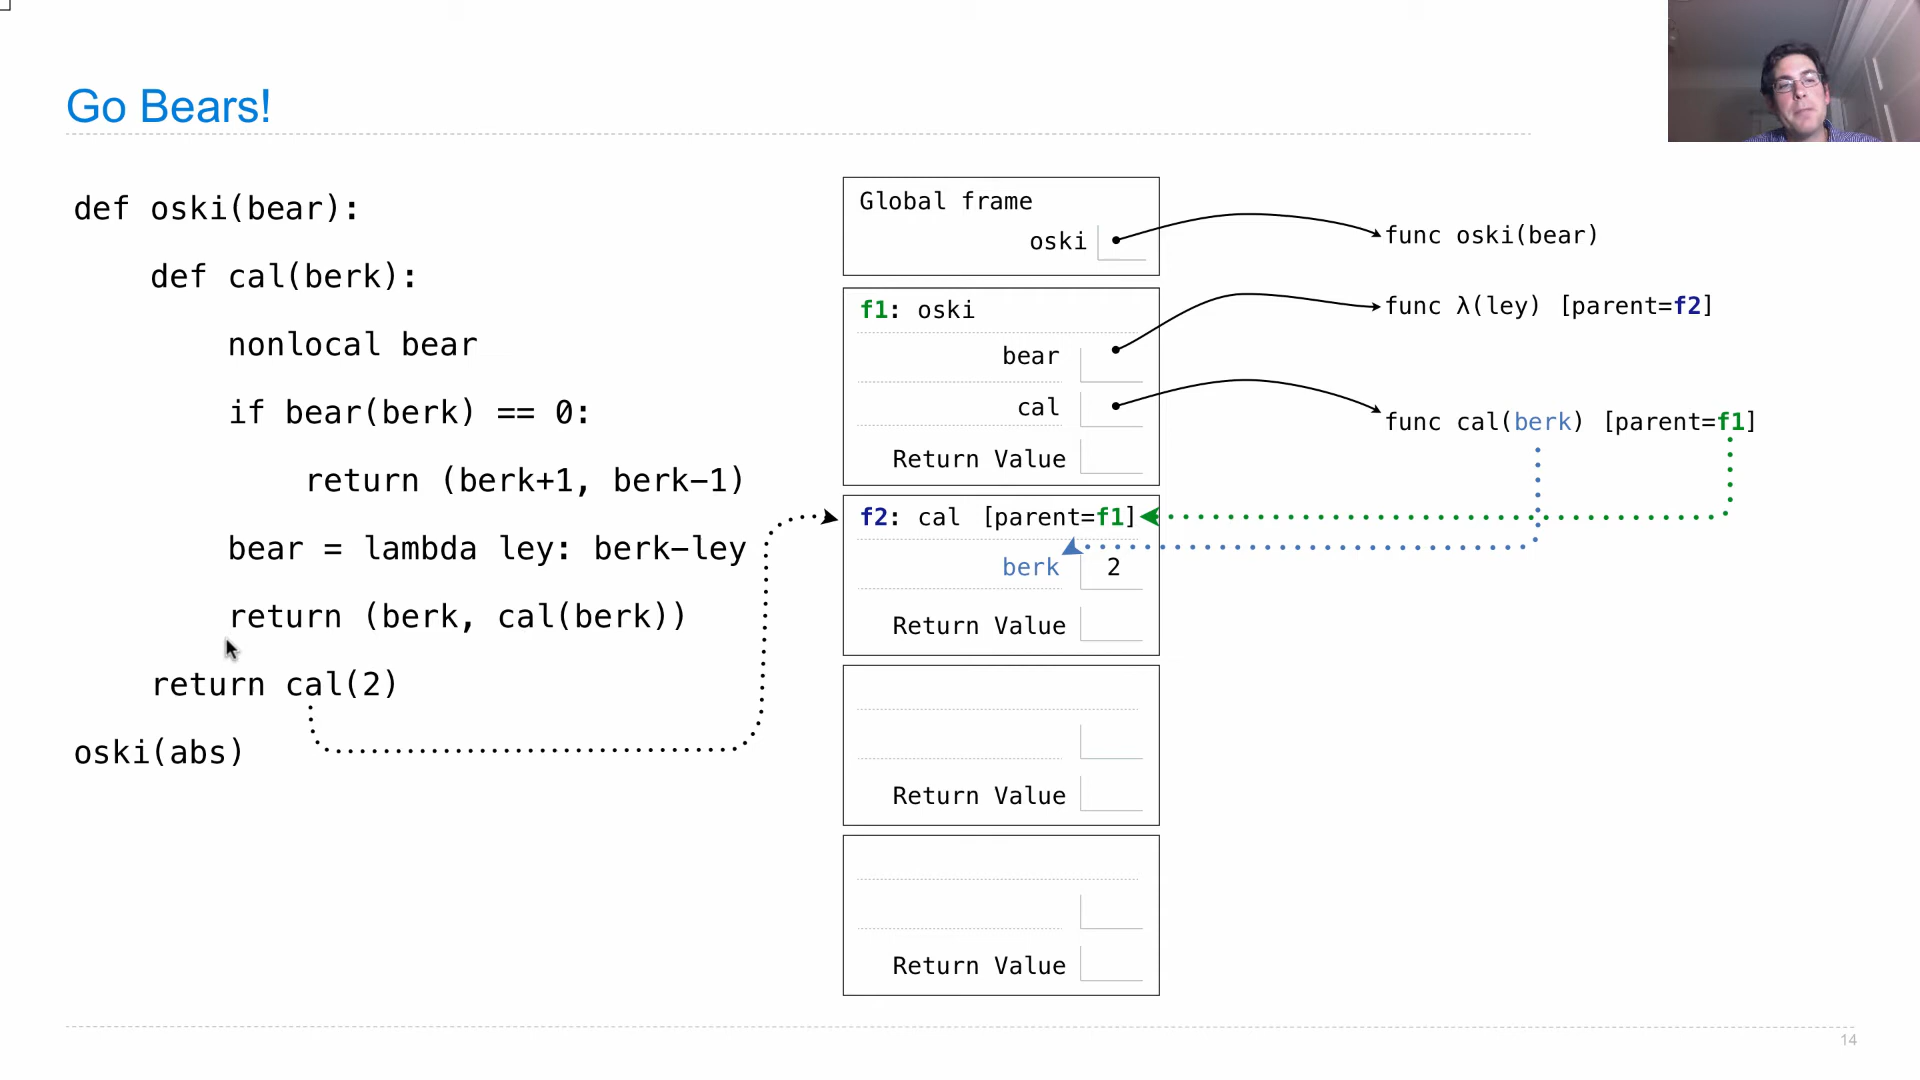 Go Bears!
def oski(bear):
def cal(berk):
nonlocal bear
if bear(berk) == 0:
return (berk+1, berk-1)
bear = lambda ley: berk-ley
return (berk, cal(berk))
return cal(2)
oski(abs)
Global frame
oski
func oski(bear)
f1: oski
func λ(ley) [parent=f2]
bear
cal
func cal(berk) [parent=f1]
Return Value
f2: cal [parent=f1]
berk 2
Return Value
Return Value
Return Value
14